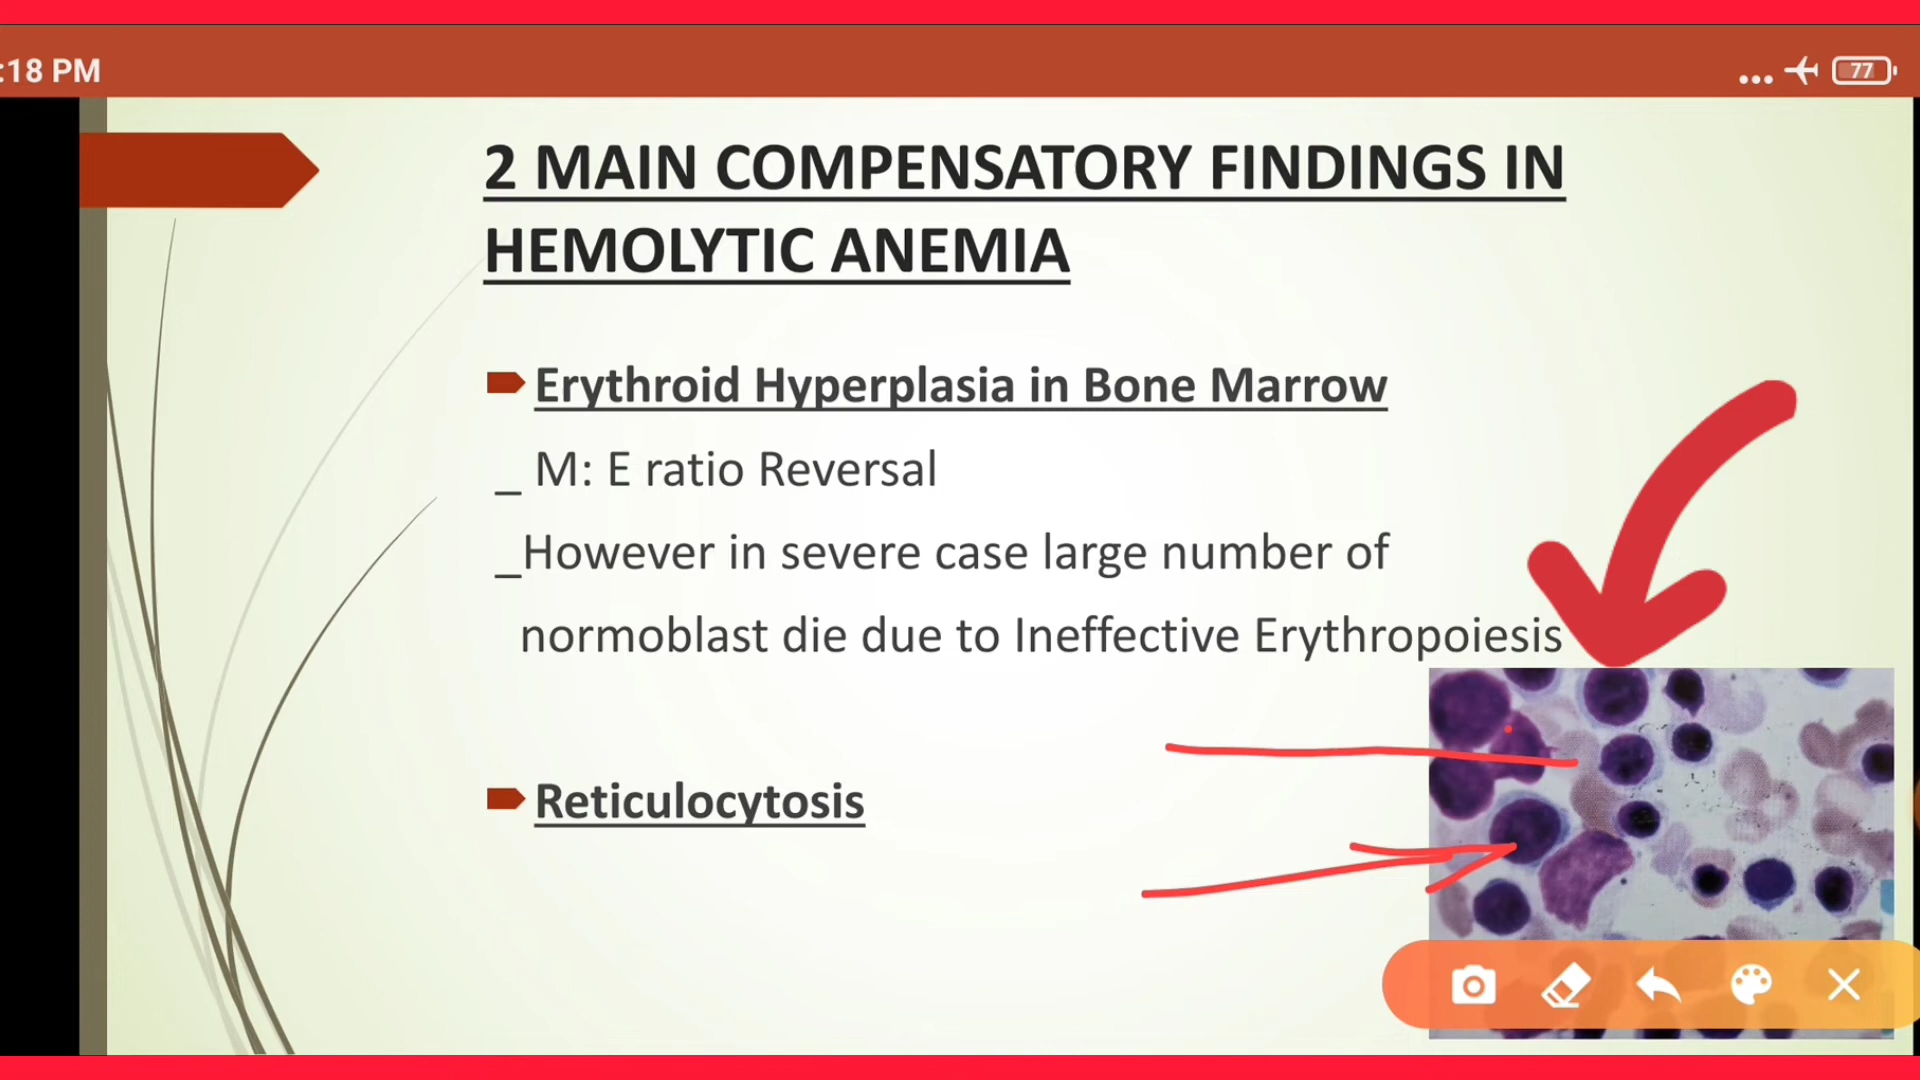 :18 PM
77
2 MAIN COMPENSATORY FINDINGS IN
HEMOLYTIC ANEMIA
Erythroid Hyperplasia in Bone Marrow
_ M: E ratio Reversal
_However in severe case large number of
normoblast die due to Ineffective Erythropoiesis
Reticulocytosis